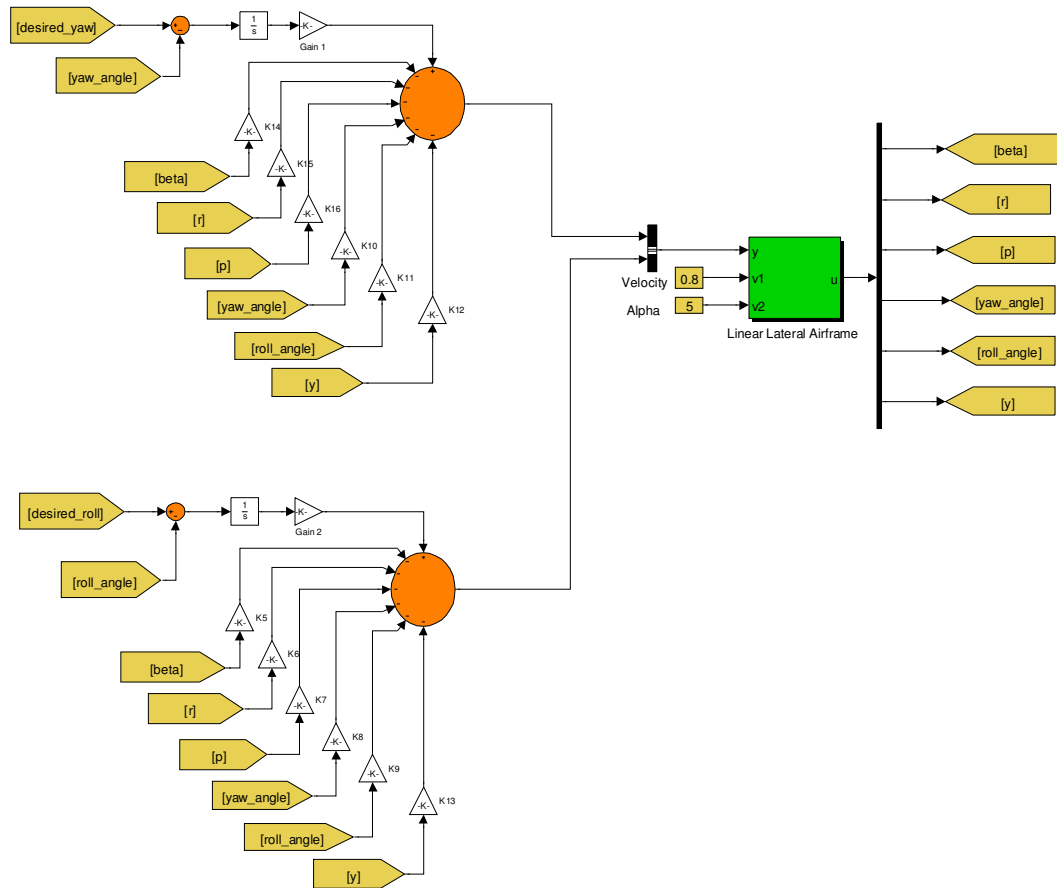 [desired_yaw]
+
-
1
s
-K-
Gain 1
[yaw_angle]
+
-
-
-
-
-
-
-K-
K14
-K-
K15
[beta]
-K-
K16
[r]
-K-
K10
[p]
-K-
K11
[yaw_angle]
-K-
K12
[roll_angle]
[y]
Velocity
0.8
Alpha
5
y
v1
v2
u
Linear Lateral Airframe
[beta]
[r]
[p]
[yaw_angle]
[roll_angle]
[y]
[desired_roll]
+
-
1
s
-K-
Gain 2
[roll_angle]
+
-
-
-
-
-
-
-K-
K5
-K-
K6
[beta]
-K-
K7
[r]
-K-
K8
[p]
-K-
K9
[yaw_angle]
-K-
K13
[roll_angle]
[y]